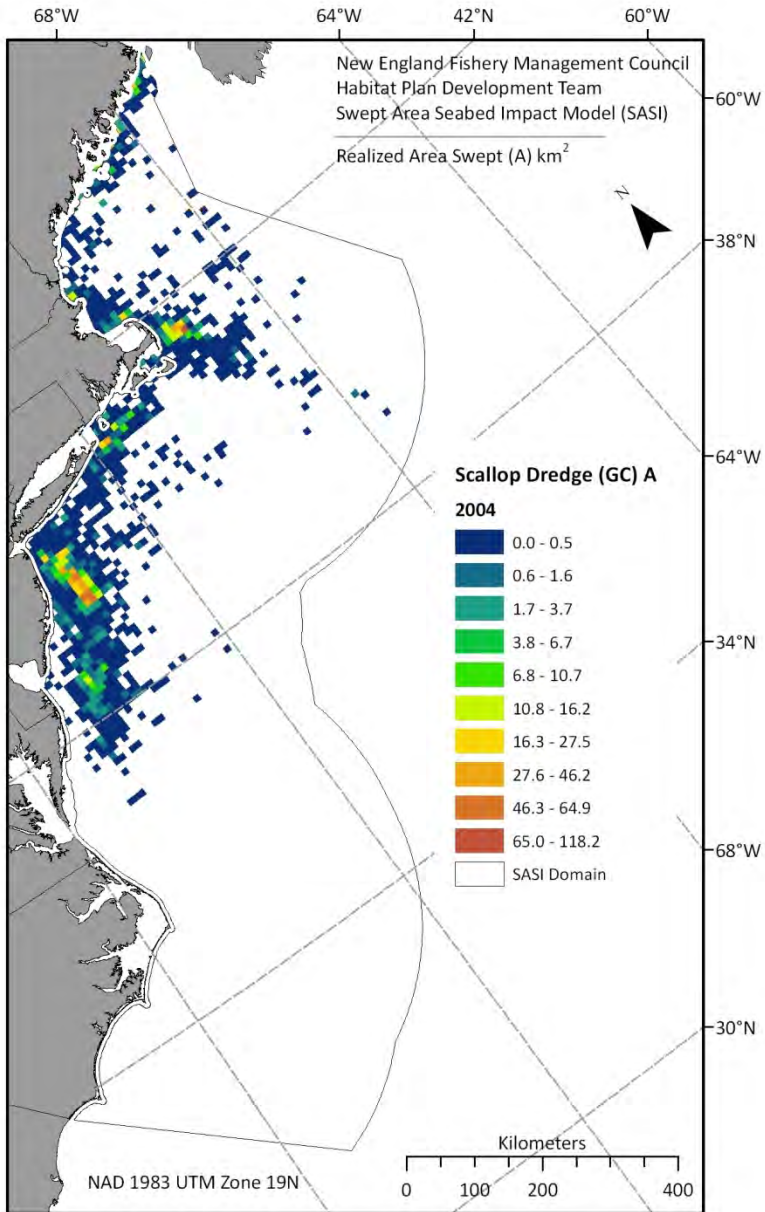 68°W
64°W
42°N
60°W
New England Fishery Management Council
Habitat Plan Development Team
Swept Area Seabed Impact Model (SASI)
Realized Area Swept (A) km²
60°W
N
38°N
64°W
Scallop Dredge (GC) A
2004
0.0 - 0.5
0.6 - 1.6
1.7 - 3.7
3.8 - 6.7
6.8 - 10.7
10.8 - 16.2
16.3 - 27.5
27.6 - 46.2
46.3 - 64.9
65.0 - 118.2
SASI Domain
34°N
68°W
30°N
Kilometers
0 100 200 300 400
NAD 1983 UTM Zone 19N